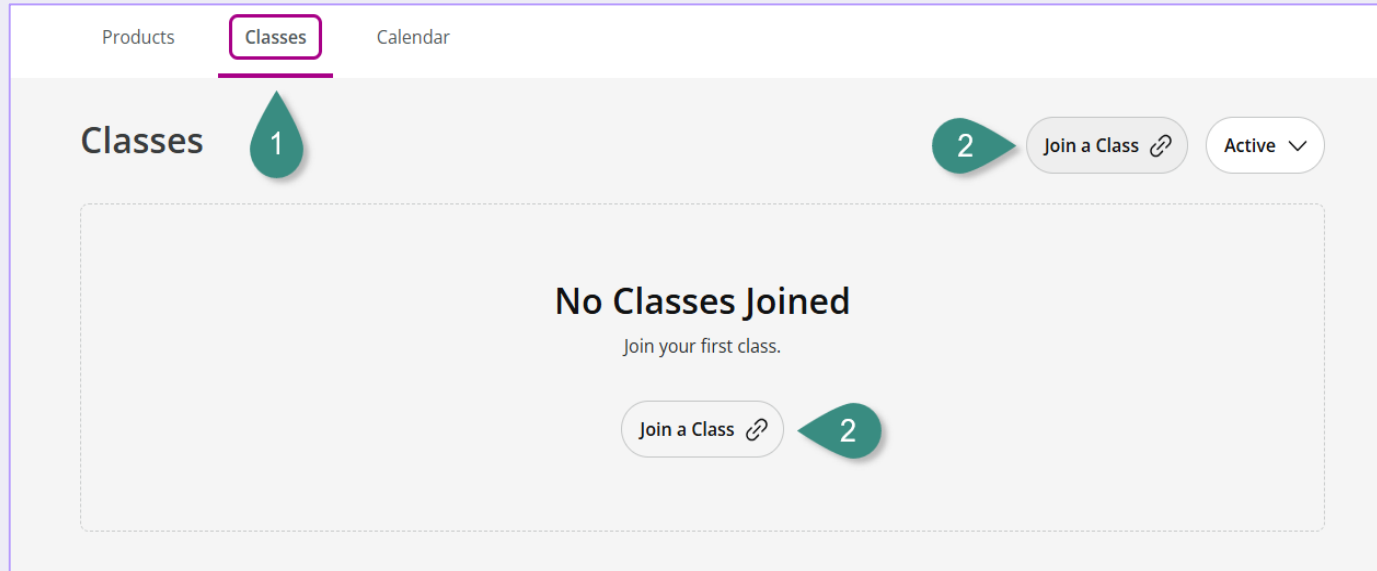 Products Classes Calendar
Classes 1 2 Join a Class Active
No Classes Joined
Join your first class.
Join a Class 2